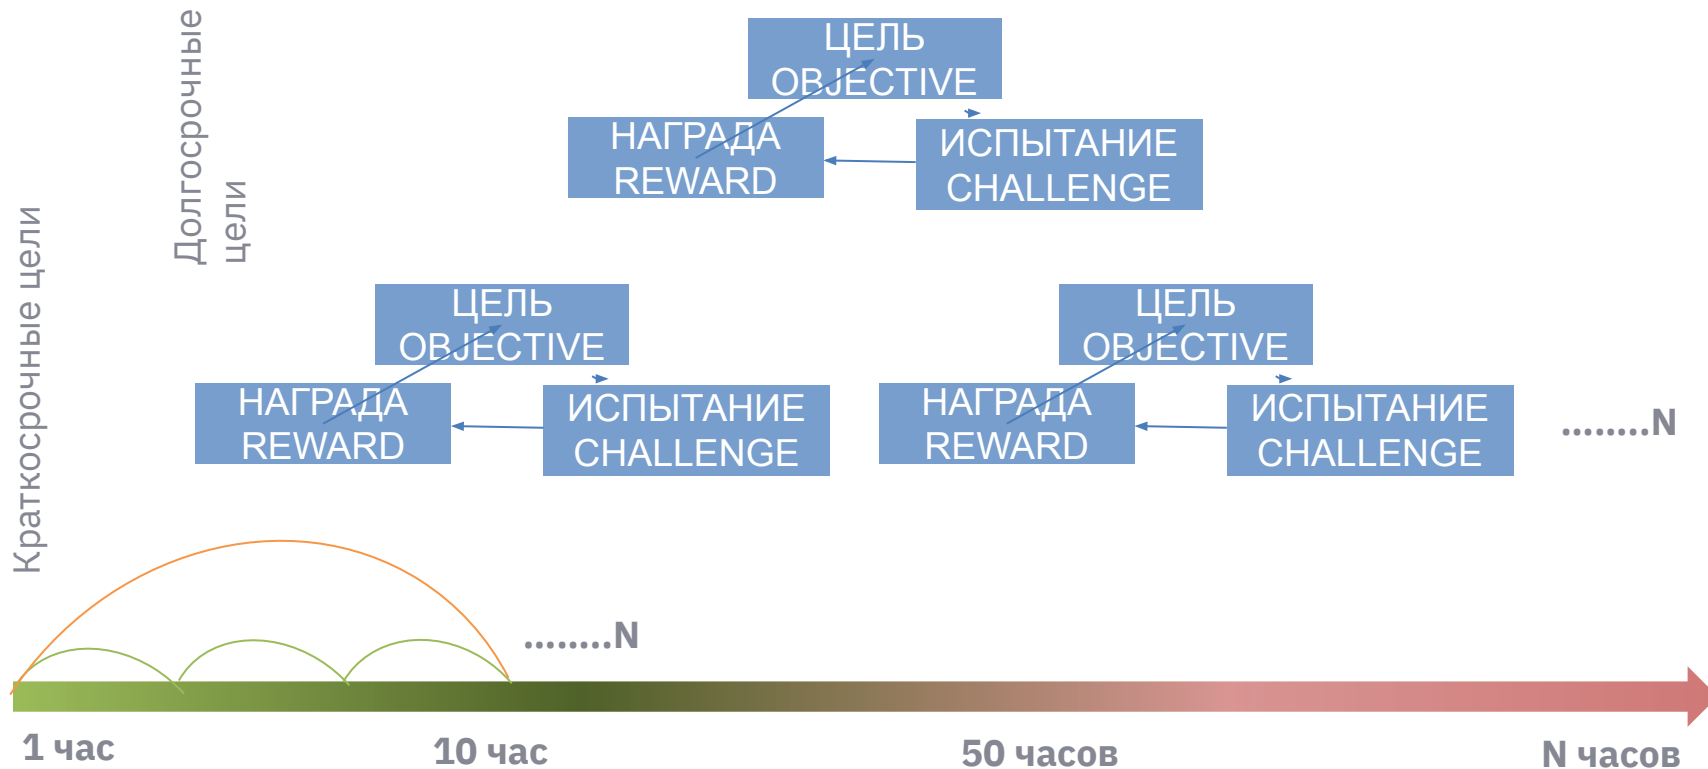 Долгосрочные
цели
Краткосрочные цели
ЦЕЛЬ
OBJECTIVE
НАГРАДА
REWARD
ИСПЫТАНИЕ
CHALLENGE
ЦЕЛЬ
OBJECTIVE
НАГРАДА
REWARD
ИСПЫТАНИЕ
CHALLENGE
ЦЕЛЬ
OBJECTIVE
НАГРАДА
REWARD
ИСПЫТАНИЕ
CHALLENGE
........N
........N
1 час
10 час
50 часов
N часов